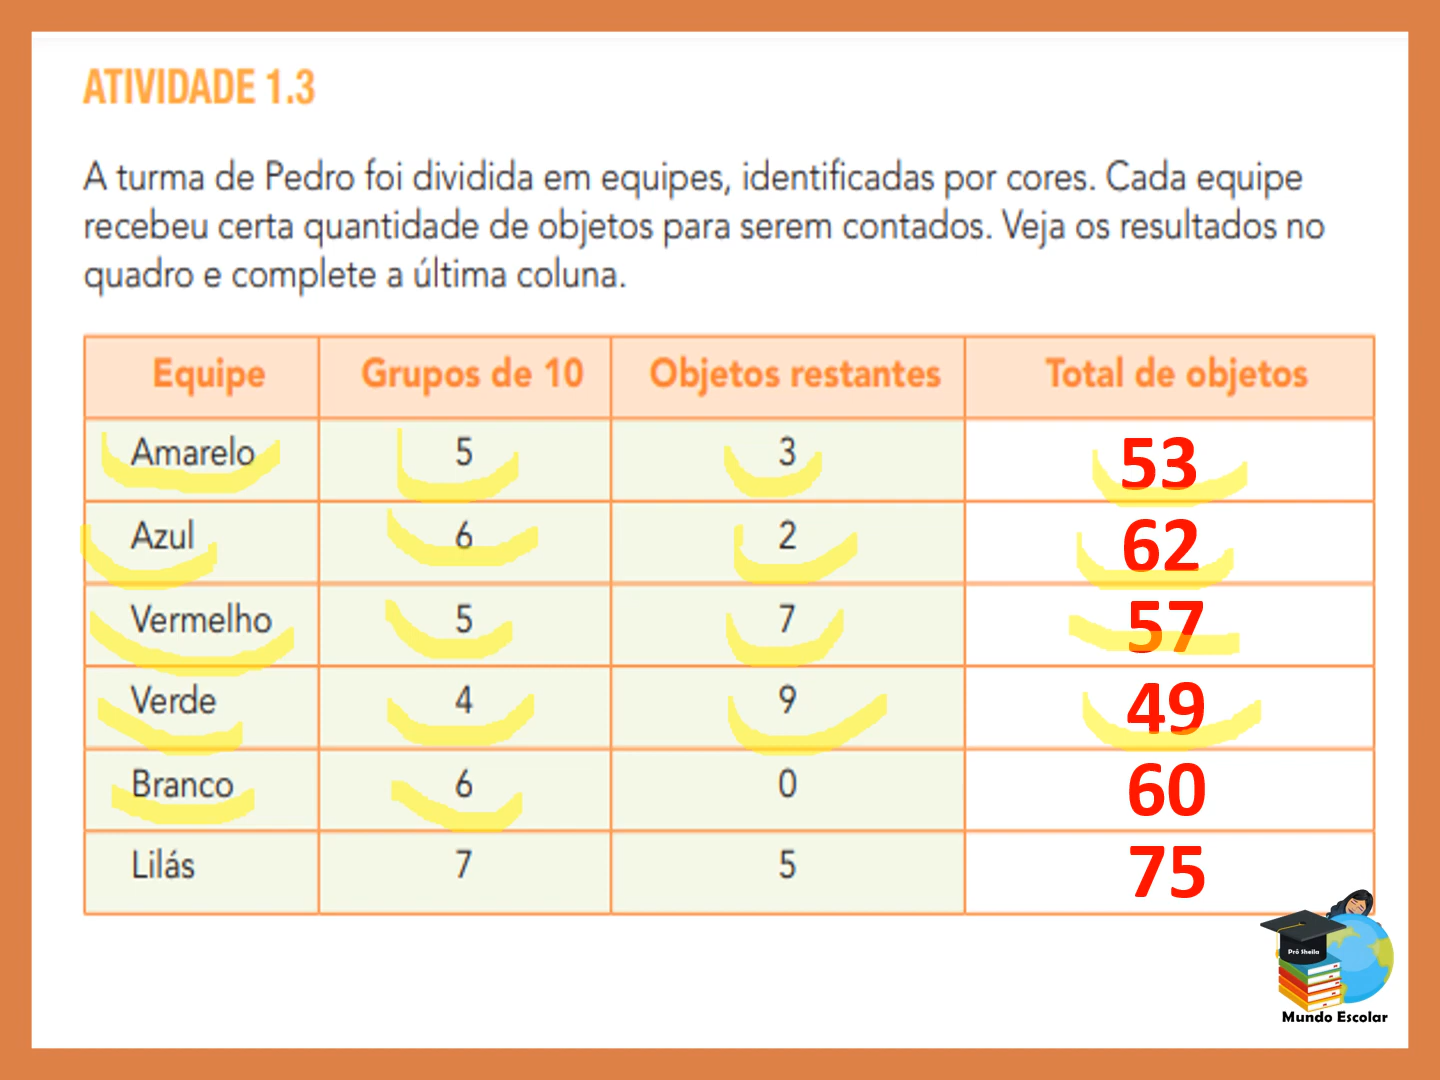 ATIVIDADE 1.3
A turma de Pedro foi dividida em equipes, identificadas por cores. Cada equipe
recebeu certa quantidade de objetos para serem contados. Veja os resultados no
quadro e complete a última coluna.
Equipe Grupos de 10 Objetos restantes Total de objetos
Amarelo 5 3 53
Azul 6 2 62
Vermelho 5 7 57
Verde 4 9 49
Branco 6 0 60
Lilás 7 5 75
Prô Sheila
Mundo Escolar